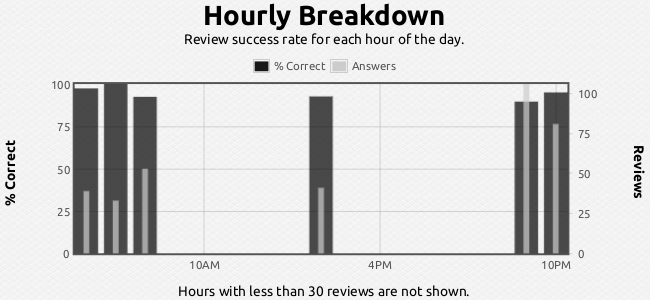 Hourly Breakdown
Review success rate for each hour of the day.
% Correct Answers
100
75
50
25
0
% Correct
100
75
50
25
0
Reviews
10AM 4PM 10PM
Hours with less than 30 reviews are not shown.